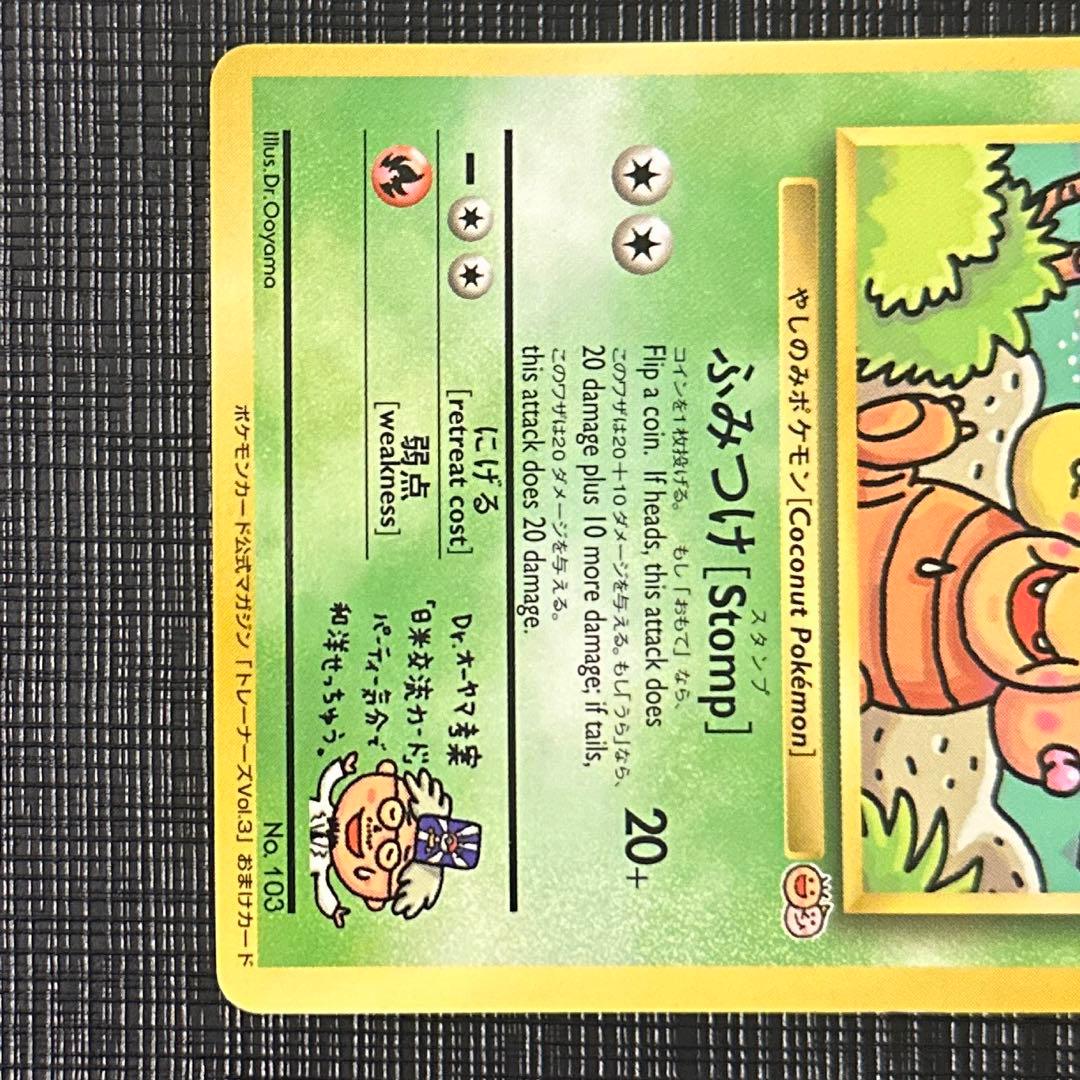 やしのみポケモン[Coconut Pokémon]
スタンプ
ふみつけ[Stomp]
コインを1枚投げる。 もし「おもて」なら、
Flip a coin. If heads, this attack does
このワザは20+10ダメージを与える。もし「うら」なら、
20 damage plus 10 more damage; if tails,
このワザは20ダメージを与える。
this attack does 20 damage.
20+
にげる
[retreat cost]
弱点
[weakness]
Dr.オーヤマ考案
「日米交流カード」
パーティー気分で
和洋せっちゅう。
Illus.Dr.Ooyama
No. 103
ポケモンカード公式マガジン「トレーナーズVol.3」おまけカード